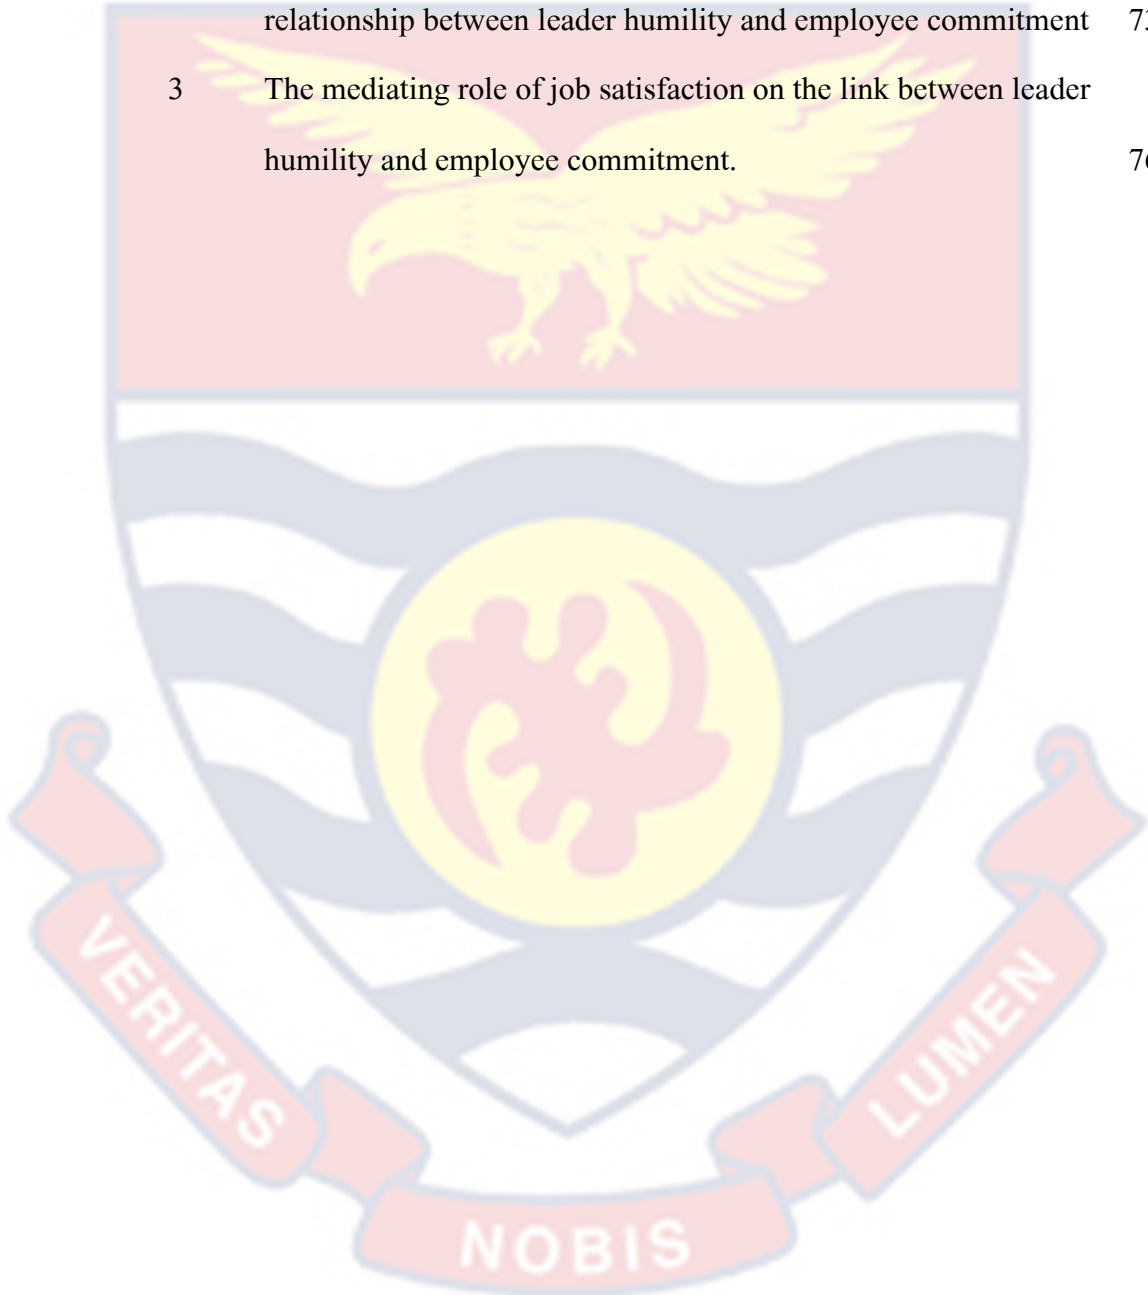 relationship between leader humility and employee commitment
3 The mediating role of job satisfaction on the link between leader
humility and employee commitment.
VERITAS
NOBIS
LUMEN